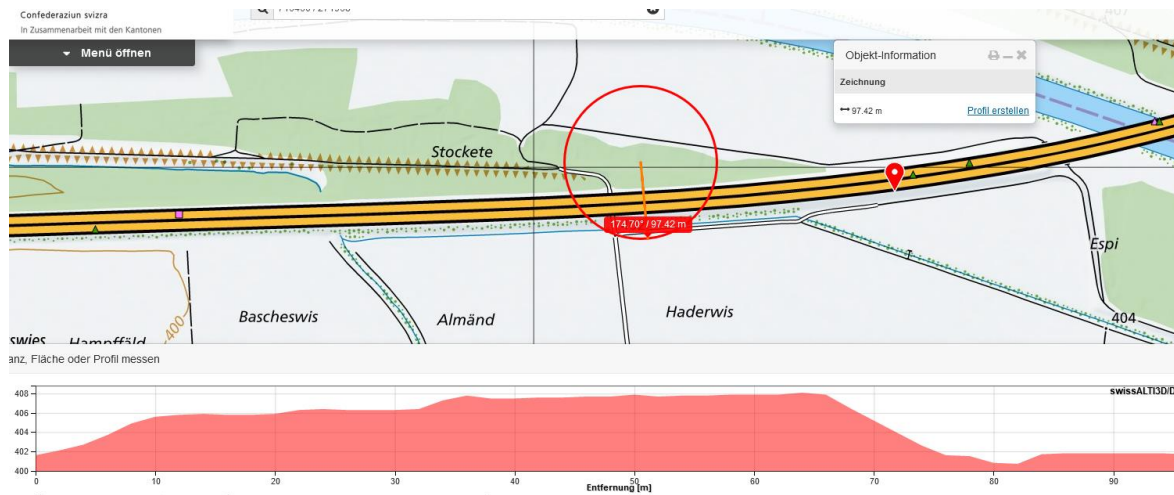 Confederaziun svizra
In Zusammenarbeit mit den Kantonen
Menü öffnen
Objekt-Information
Zeichnung
97.42 m
Profil erstellen
Stockete
174.70° / 97.42 m
Espi
Bascheswis
Almänd
Haderwis
400
404
Hampffäld
anz, Fläche oder Profil messen
swissALTI3D/D
408
406
404
402
400
0 10 20 30 40 50 60 70 80 90
Entfernung [m]